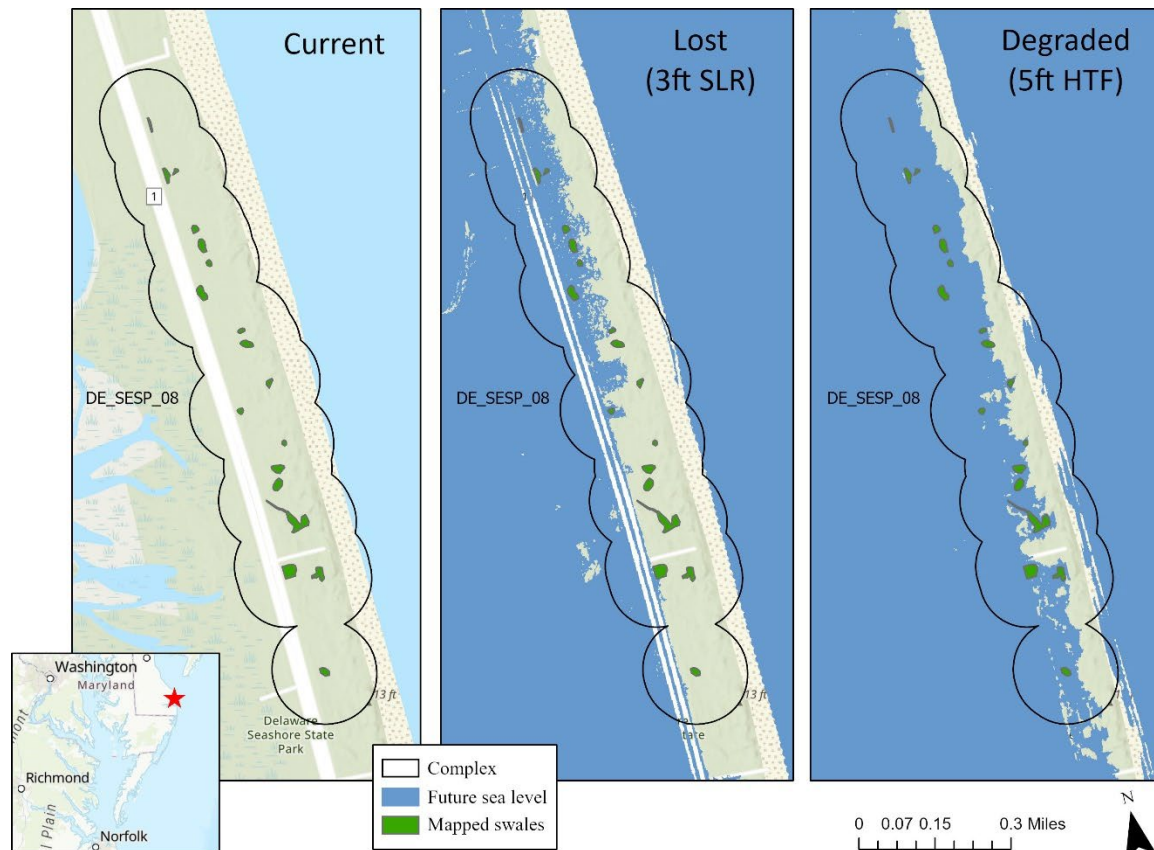 Current
1
DE_SESP_08
13 ft
Delaware
Seashore State
Park
Lost
(3ft SLR)
DE_SESP_08
13 ft
Degraded
(5ft HTF)
DE_SESP_08
Washington
Maryland
Richmond
Norfolk
Complex
Future sea level
Mapped swales
0 0.07 0.15 0.3 Miles
N